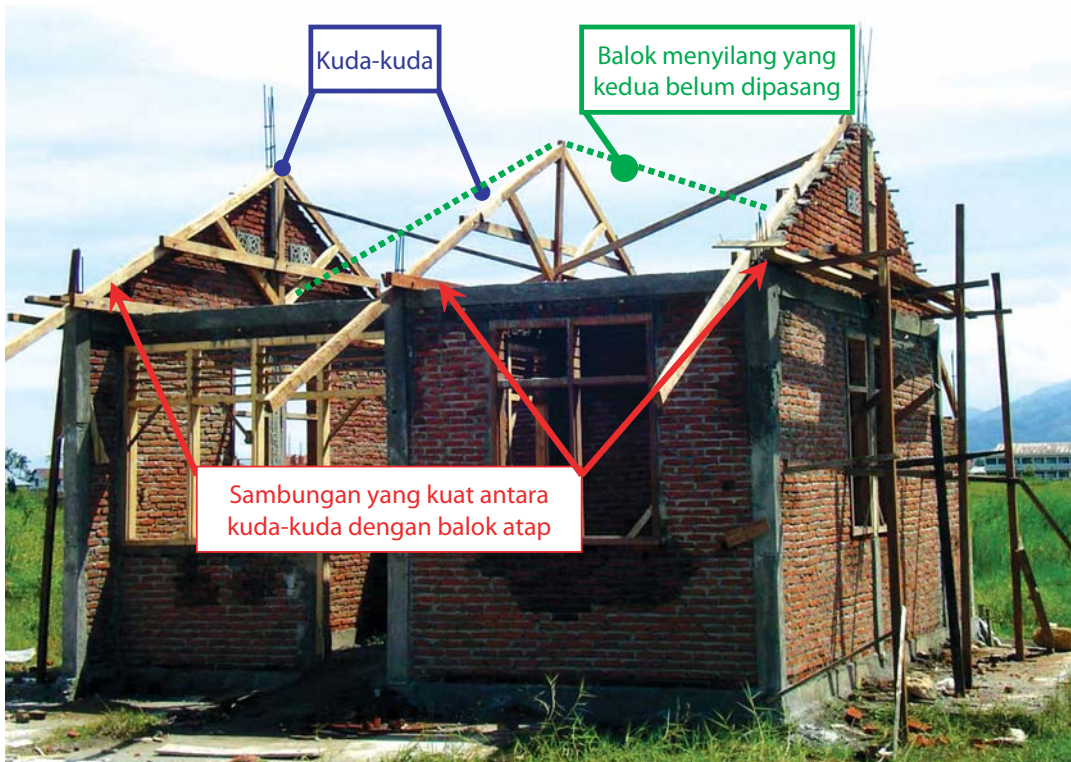 Kuda-kuda
Balok menyilang yang
kedua belum dipasang
Sambungan yang kuat antara
kuda-kuda dengan balok atap